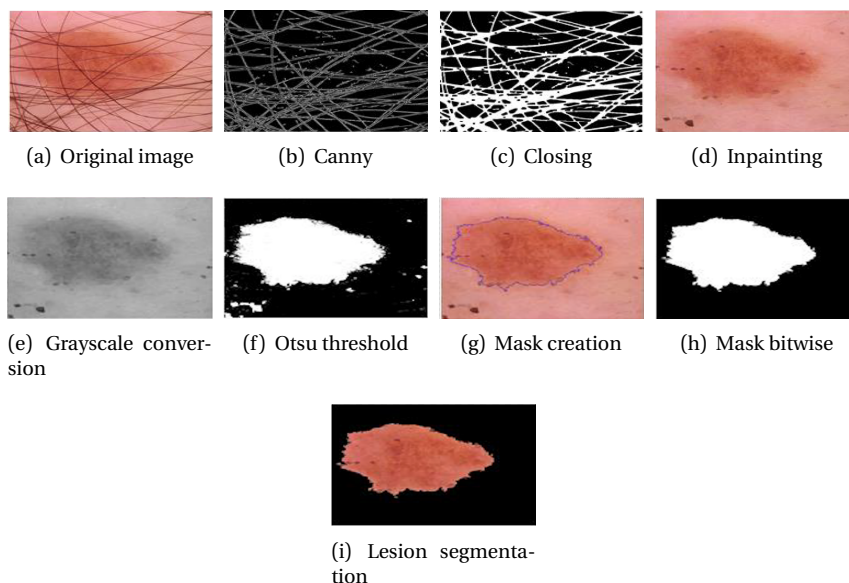 (a) Original image
(b) Canny
(c) Closing
(d) Inpainting
(e) Grayscale conver-
sion
(f) Otsu threshold
(g) Mask creation
(h) Mask bitwise
(i) Lesion segmenta-
tion